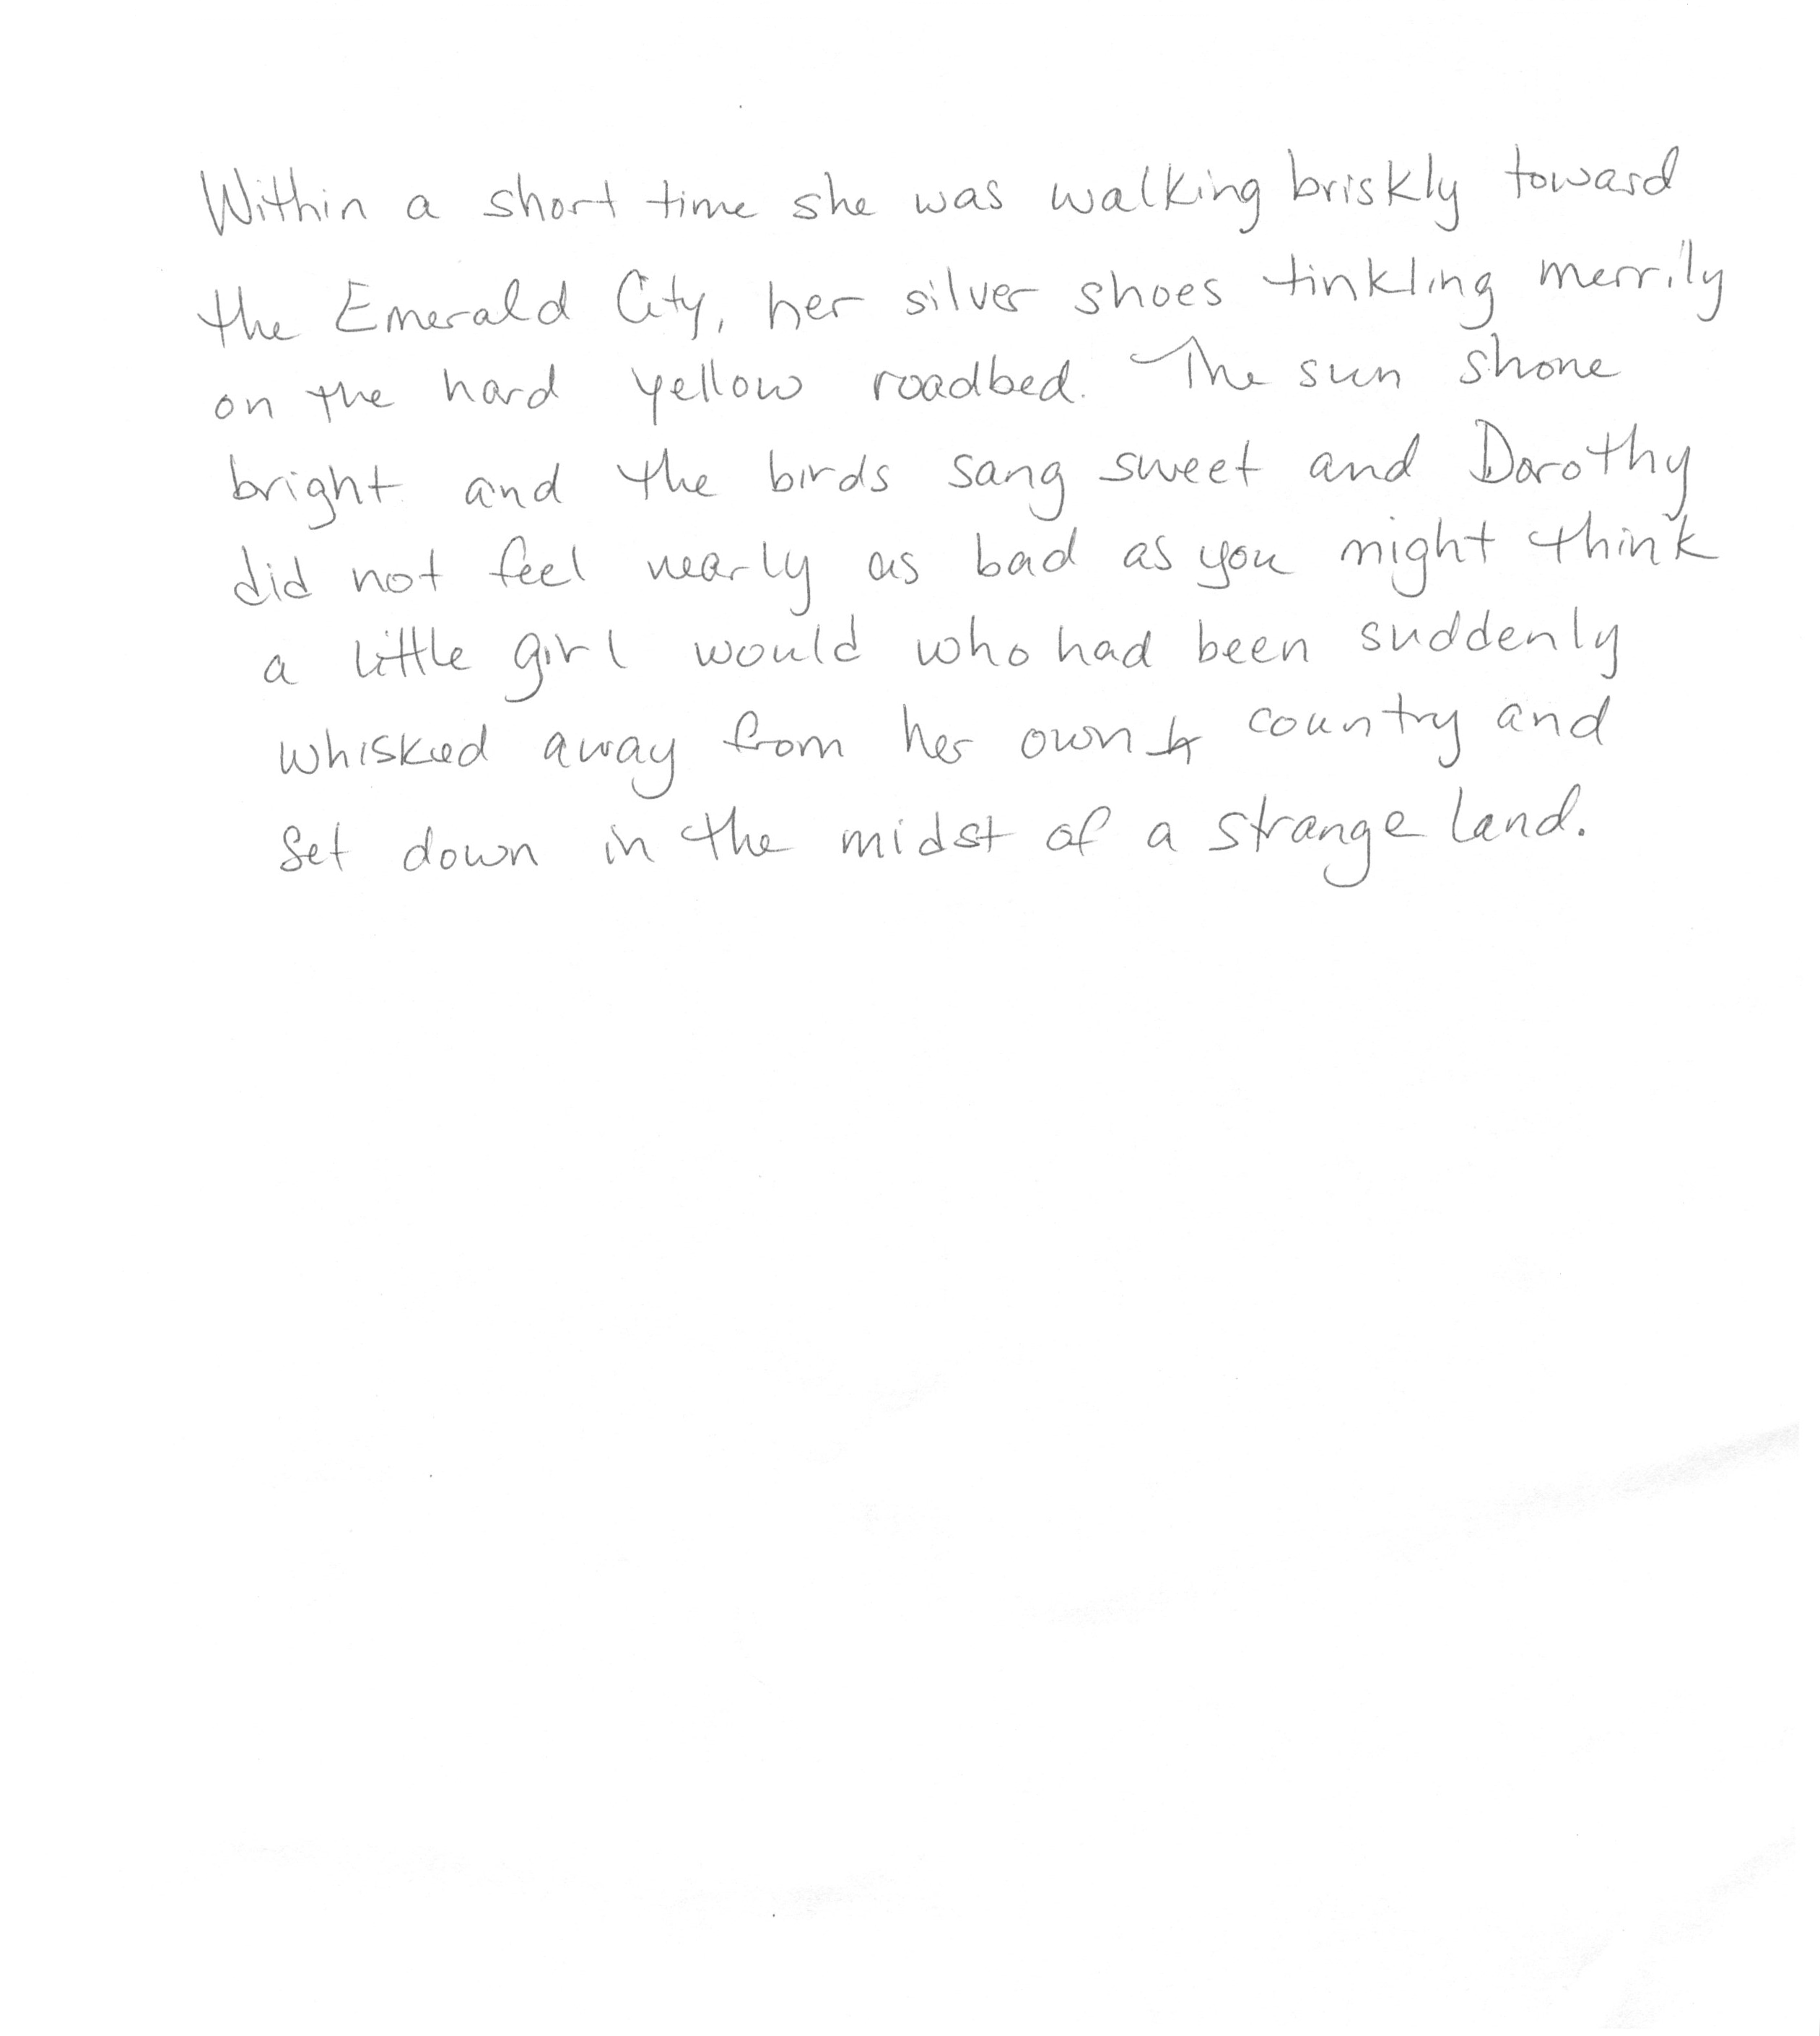 Within a short time she was walking briskly toward
the Emerald City, her silver shoes tinkling merrily
on the hard yellow roadbed. The sun shone
bright and the birds sang sweet and Dorothy
did not feel nearly as bad as you might think
a little girl would who had been suddenly
whisked away from her own country and
set down in the midst of a strange land.